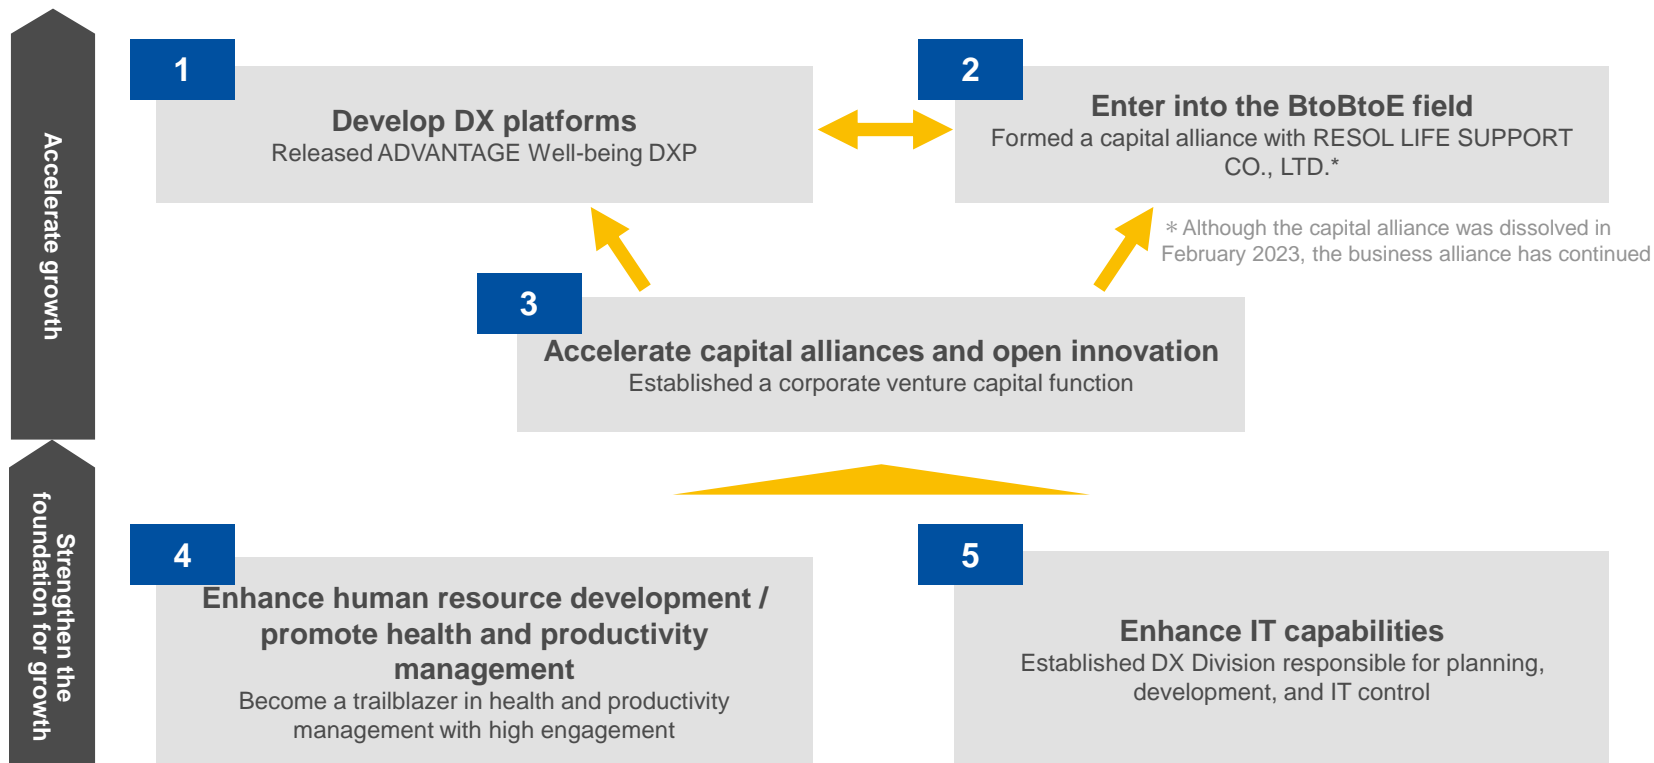 Accelerate growth
1
Develop DX platforms
Released ADVANTAGE Well-being DXP
2
Enter into the BtoBtoE field
Formed a capital alliance with RESOL LIFE SUPPORT
CO., LTD.*
＊Although the capital alliance was dissolved in
February 2023, the business alliance has continued
3
Accelerate capital alliances and open innovation
Established a corporate venture capital function
Strengthen the
foundation for growth
4
Enhance human resource development /
promote health and productivity
management
Become a trailblazer in health and productivity
management with high engagement
5
Enhance IT capabilities
Established DX Division responsible for planning,
development, and IT control